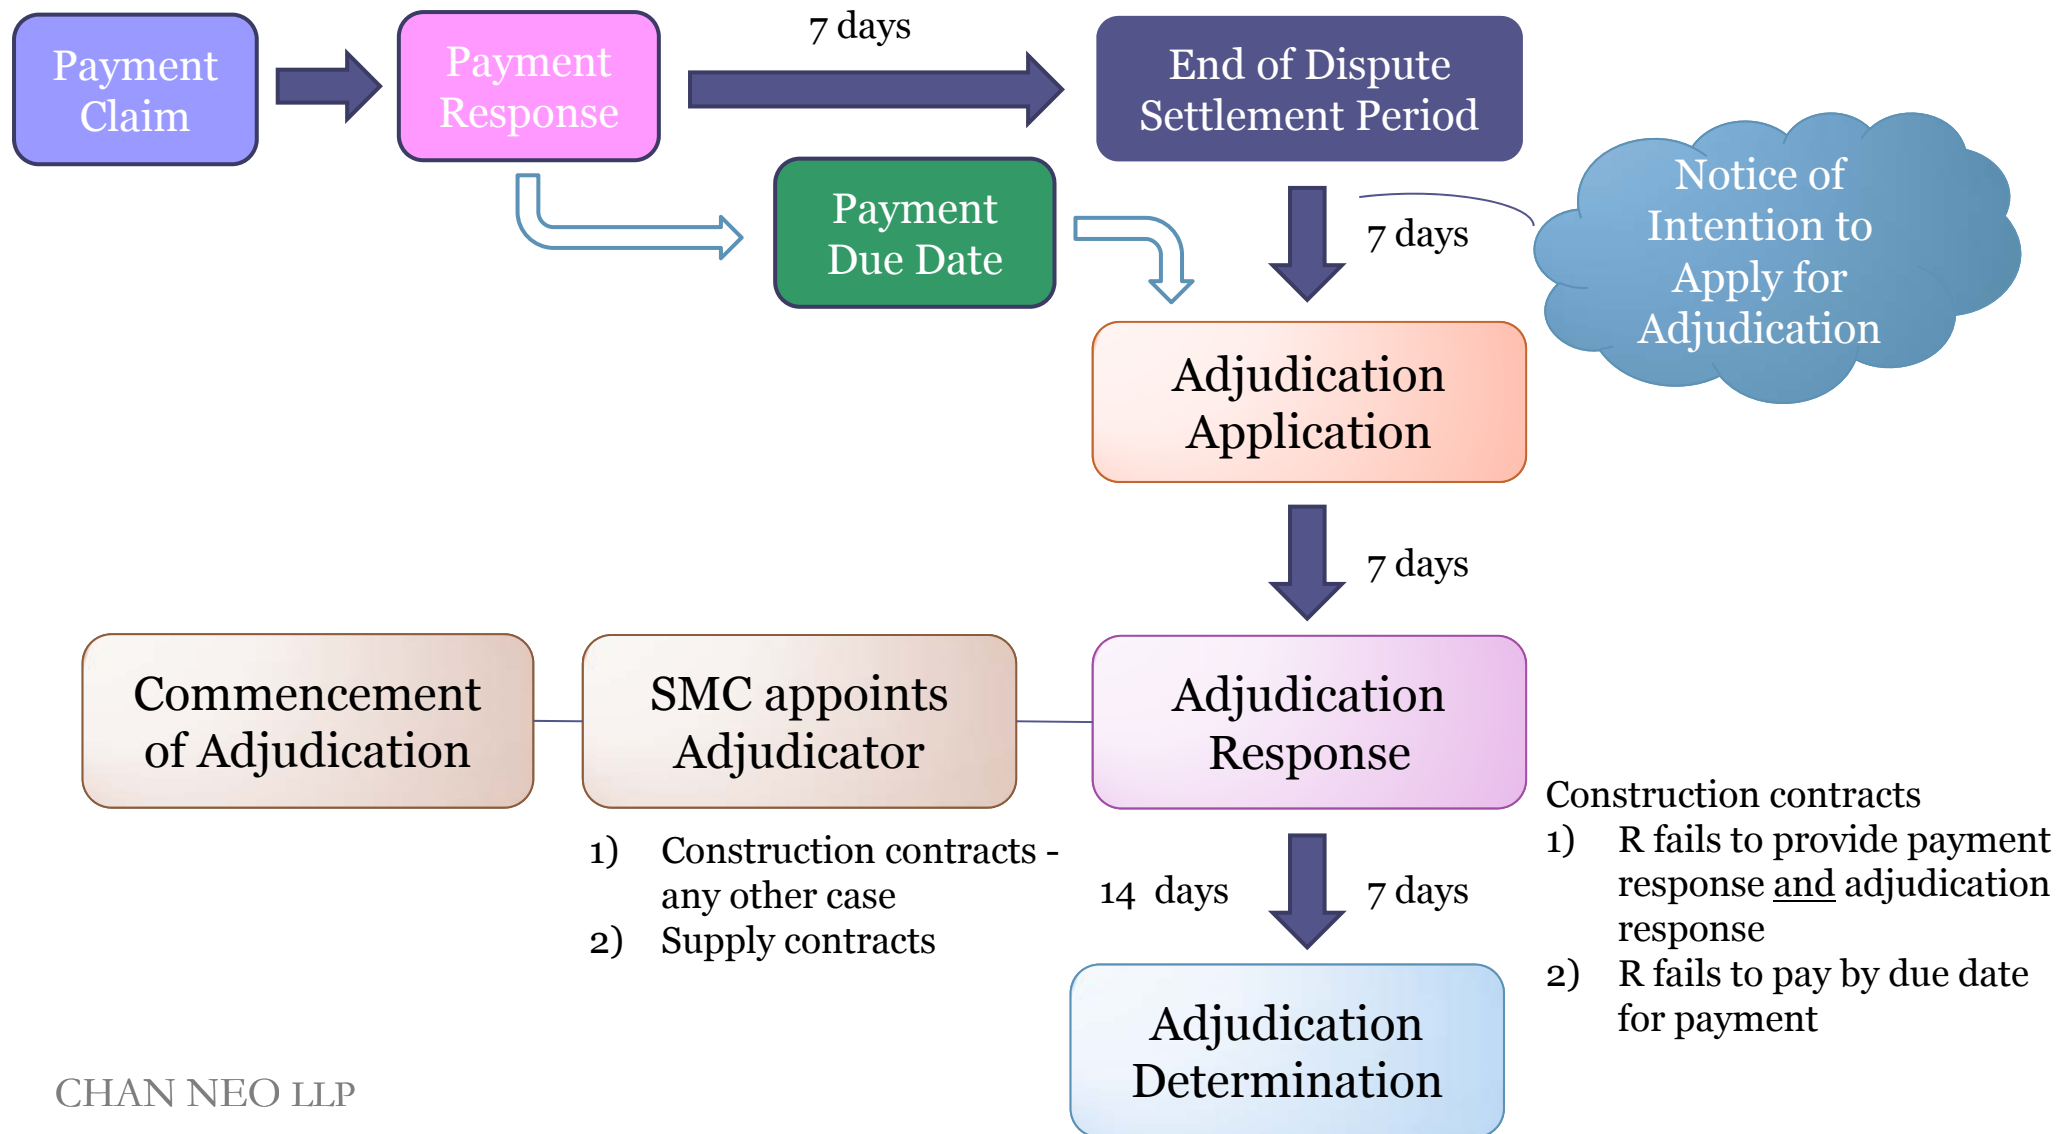 Payment
Claim
Payment
Response
7 days
End of Dispute
Settlement Period
Payment
Due Date
7 days
Notice of
Intention to
Apply for
Adjudication
Adjudication
Application
7 days
Commencement
of Adjudication
SMC appoints
Adjudicator
Adjudication
Response
1) Construction contracts -
any other case
2) Supply contracts
14 days
7 days
Construction contracts
1) R fails to provide payment
response and adjudication
response
2) R fails to pay by due date
for payment
Adjudication
Determination
CHAN NEO LLP